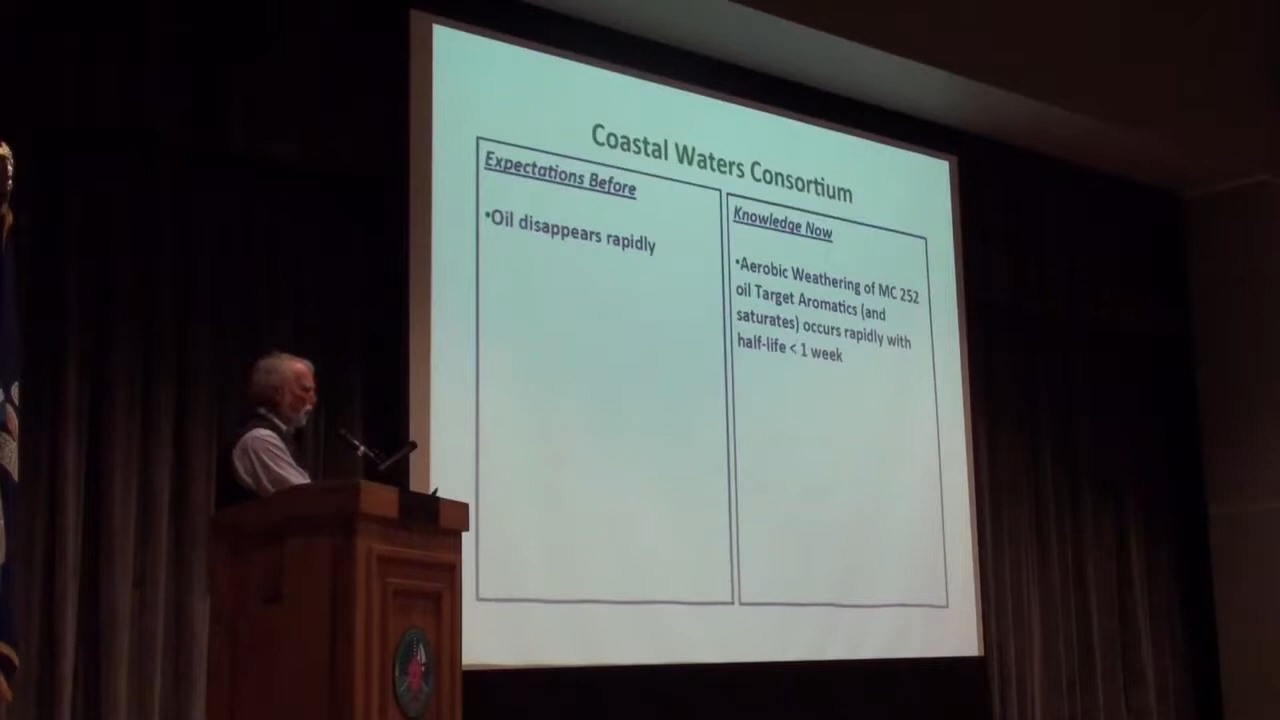 Coastal Waters Consortium
Expectations Before
•Oil disappears rapidly
Knowledge Now
•Aerobic Weathering of MC 252
oil Target Aromatics (and
saturates) occurs rapidly with
half-life < 1 week